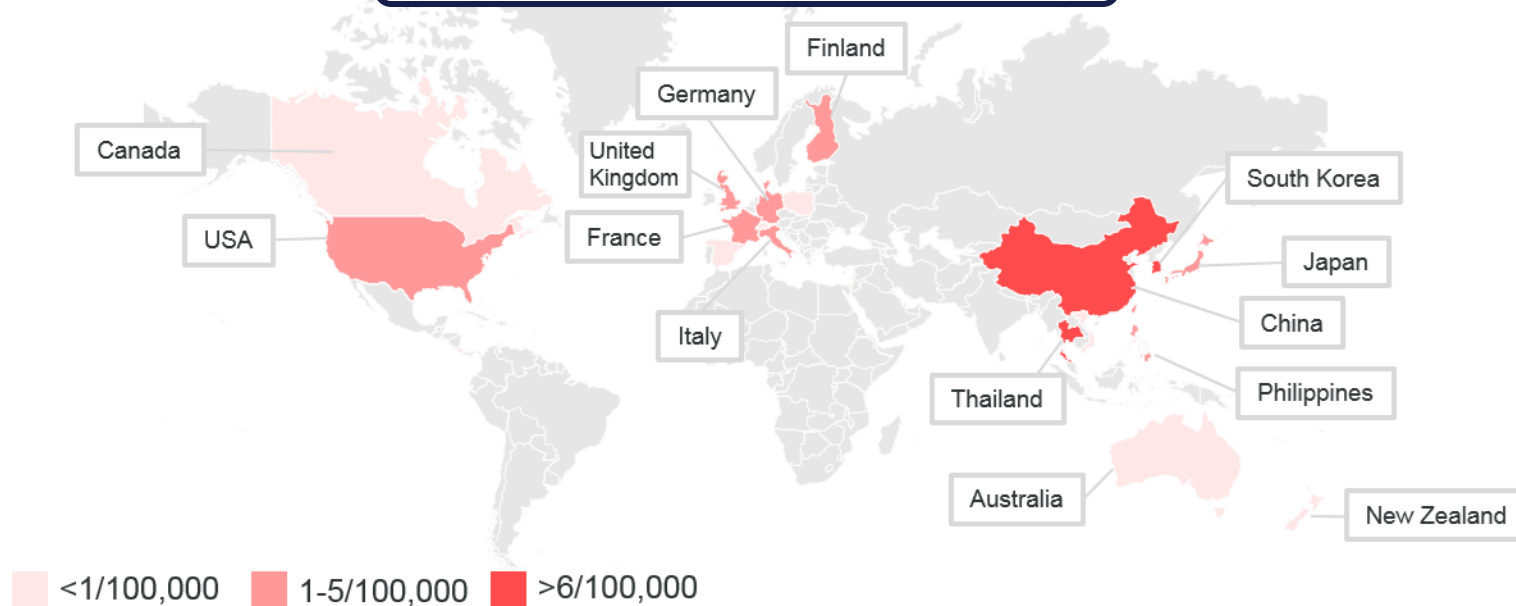 Finland
Germany
Canada
United
Kingdom
South Korea
USA
France
Japan
Italy
China
Thailand
Philippines
Australia
New Zealand
<1/100,000
1-5/100,000
>6/100,000